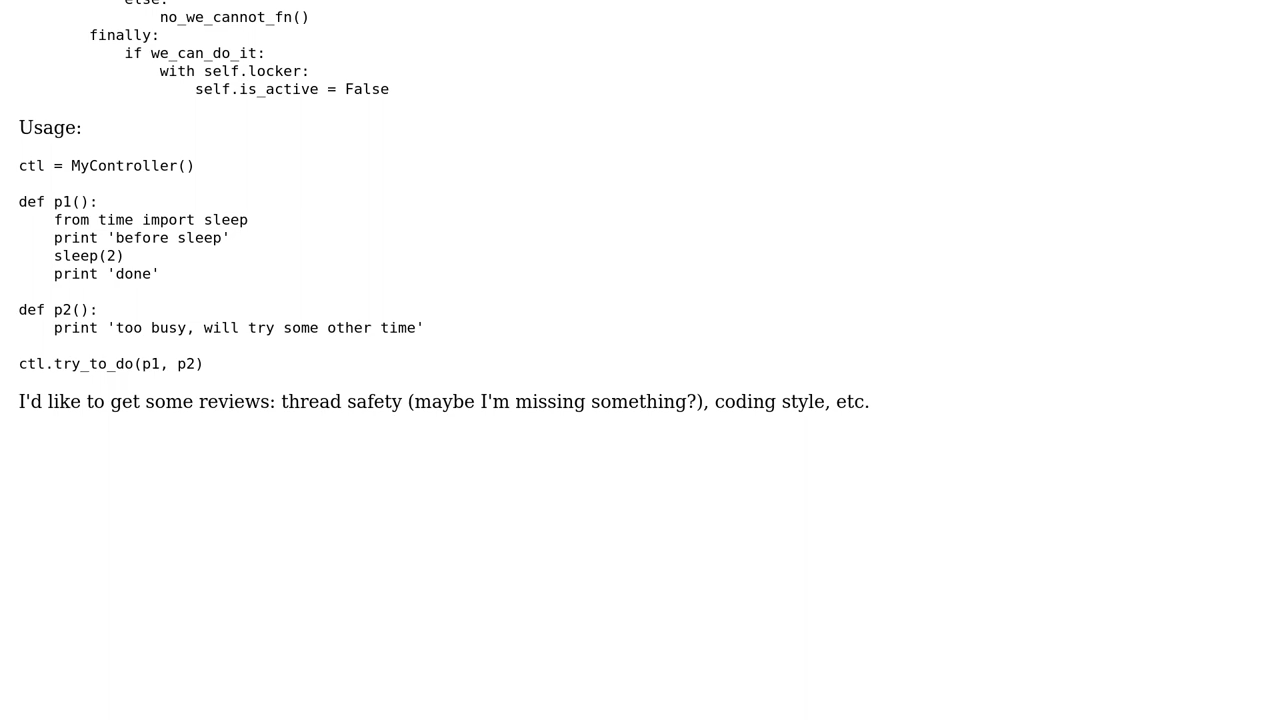 else:
            no_we_cannot_fn()
    finally:
        if we_can_do_it:
            with self.locker:
                self.is_active = False
Usage:
ctl = MyController()
def p1():
    from time import sleep
    print 'before sleep'
    sleep(2)
    print 'done'
def p2():
    print 'too busy, will try some other time'
ctl.try_to_do(p1, p2)
I'd like to get some reviews: thread safety (maybe I'm missing something?), coding style, etc.